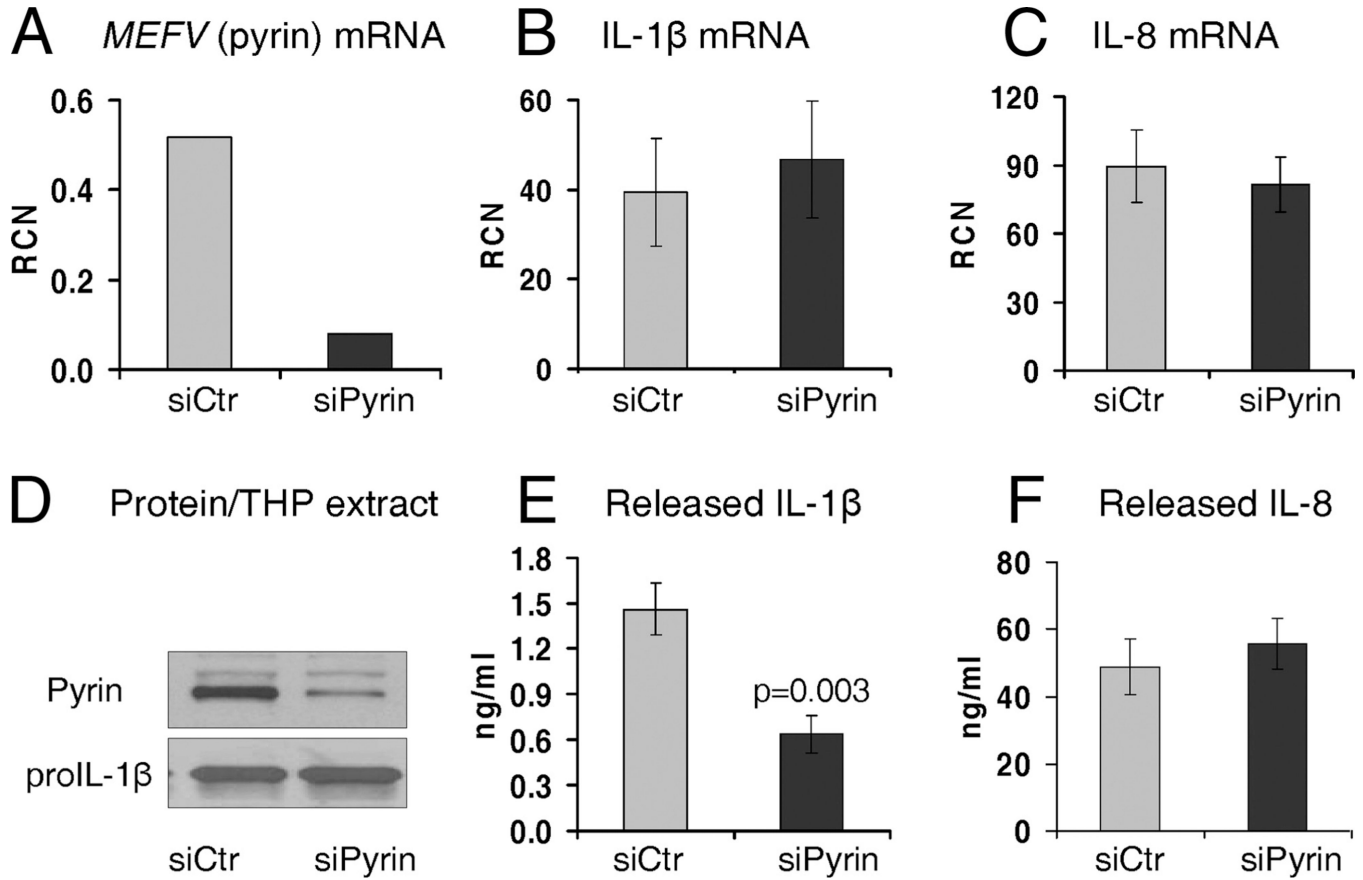 A MEFV (pyrin) mRNA
0.6
0.4
0.2
0.0
RCN
siCtr siPyrin
B IL-1β mRNA
60
40
20
0
RCN
siCtr siPyrin
C IL-8 mRNA
120
90
60
30
0
RCN
siCtr siPyrin
D Protein/THP extract
Pyrin
proIL-1β
siCtr siPyrin
E Released IL-1β
1.8
1.5
1.2
0.9
0.6
0.3
0.0
ng/ml
p=0.003
siCtr siPyrin
F Released IL-8
80
60
40
20
0
ng/ml
siCtr siPyrin